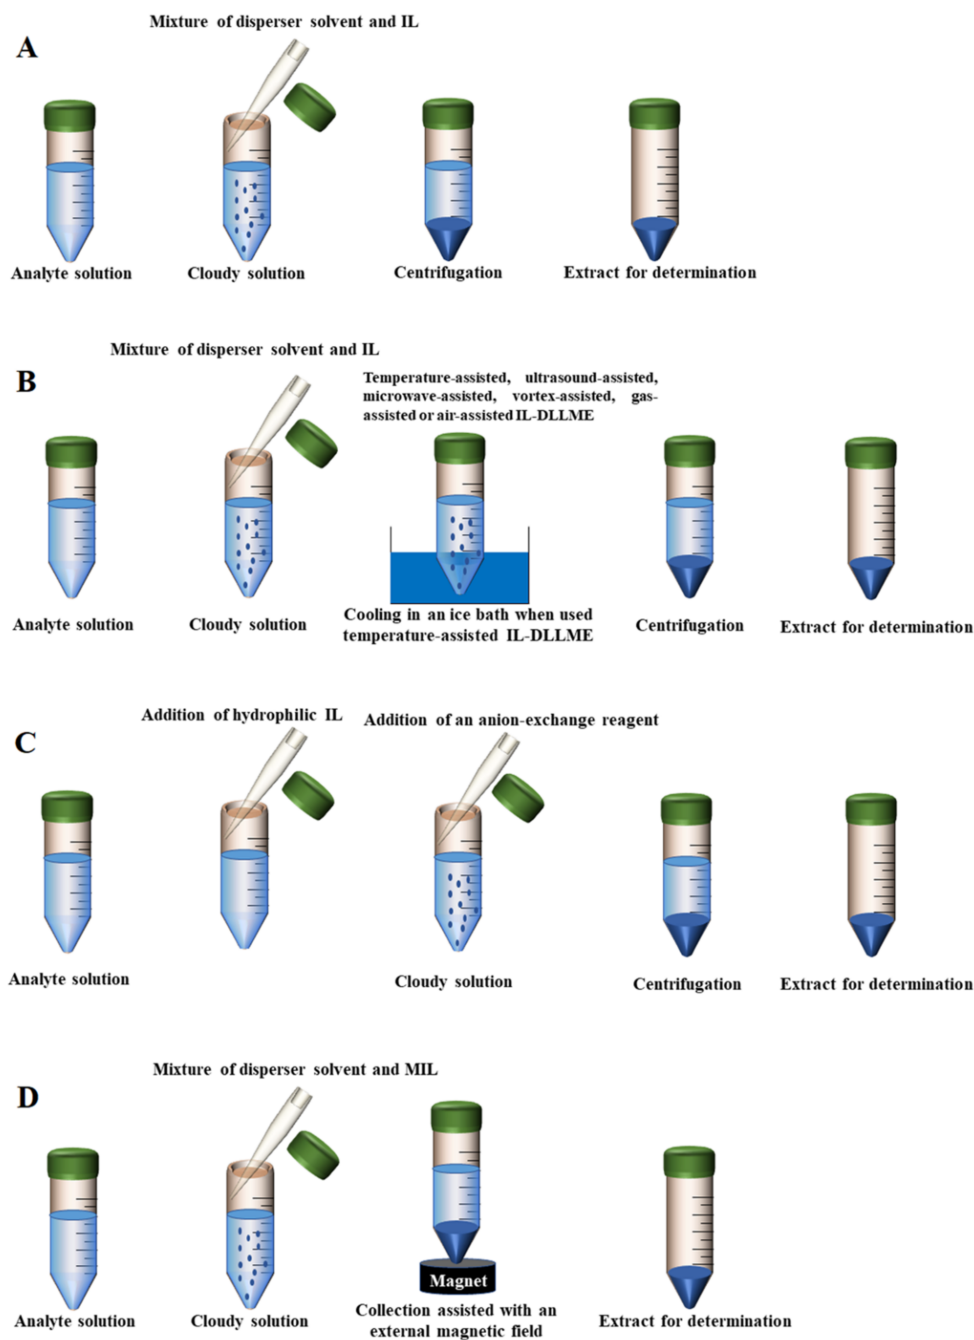 Mixture of disperser solvent and IL
A
Analyte solution
Cloudy solution
Centrifugation
Extract for determination
Mixture of disperser solvent and IL
B
Temperature-assisted, ultrasound-assisted,
microwave-assisted, vortex-assisted, gas-
assisted or air-assisted IL-DLLME
Analyte solution
Cloudy solution
Cooling in an ice bath when used
temperature-assisted IL-DLLME
Centrifugation
Extract for determination
Addition of hydrophilic IL
Addition of an anion-exchange reagent
C
Analyte solution
Cloudy solution
Centrifugation
Extract for determination
Mixture of disperser solvent and MIL
D
Magnet
Analyte solution
Cloudy solution
Collection assisted with an
external magnetic field
Extract for determination